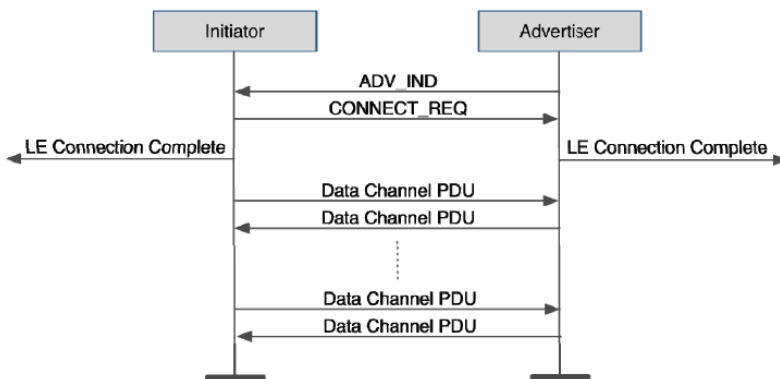 Initiator
Advertiser
ADV_IND
CONNECT_REQ
LE Connection Complete
LE Connection Complete
Data Channel PDU
Data Channel PDU
Data Channel PDU
Data Channel PDU